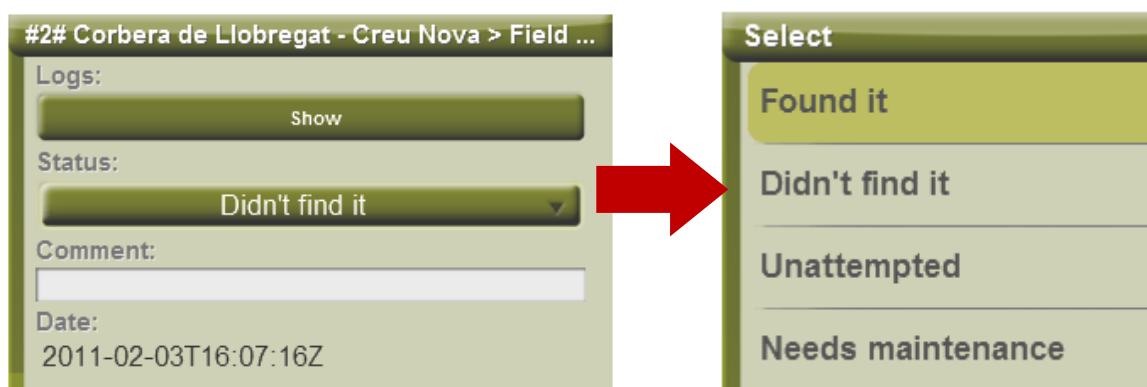 #2# Corbera de Llobregat - Creu Nova > Field ...
Logs:
Show
Status:
Didn't find it
Comment:
Date:
2011-02-03T16:07:16Z
Select
Found it
Didn't find it
Unattempted
Needs maintenance